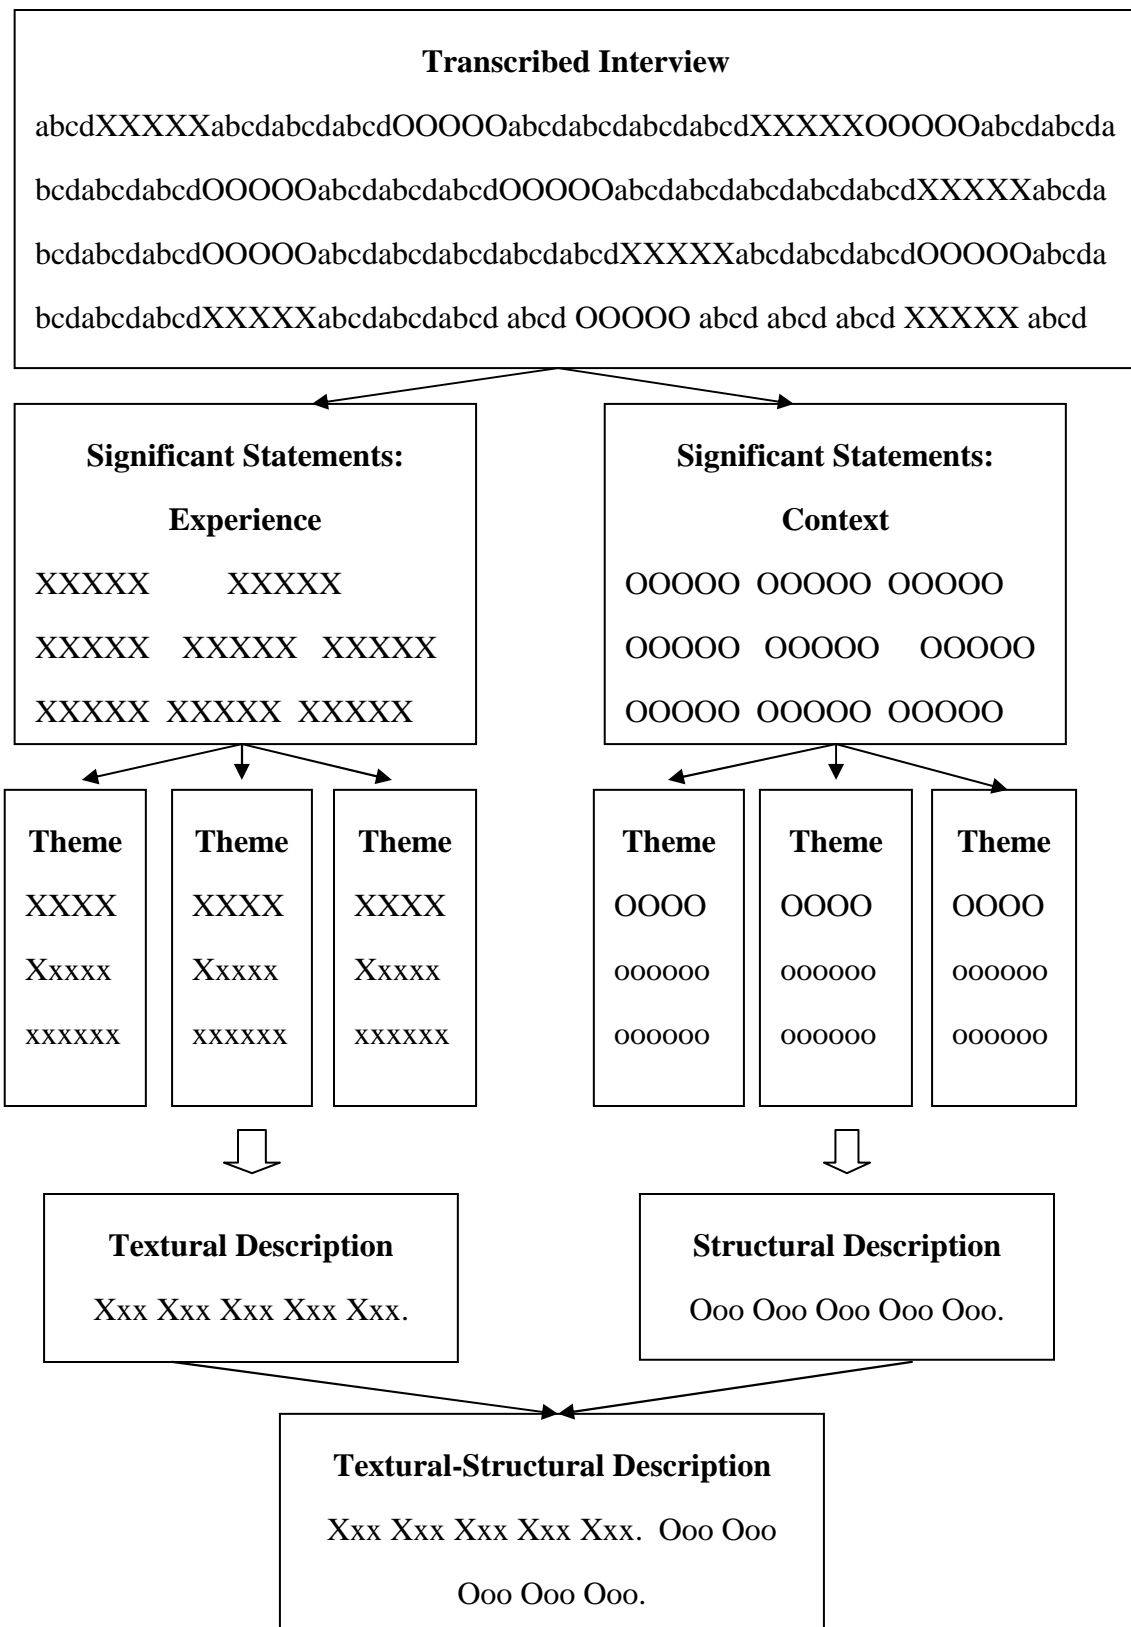 Transcribed Interview
abcdXXXXXabcdabcdabcdOOOOOabcdabcdabcdabcdXXXXXOOOOOabcdabcda
bcdabcdabcdOOOOOabcdabcdabcdOOOOOabcdabcdabcdabcdabcdXXXXXabcda
bcdabcdabcdOOOOOabcdabcdabcdabcdabcdXXXXXabcdabcdabcdOOOOOabcda
bcdabcdabcdXXXXXabcdabcdabcd abcd OOOOO abcd abcd abcd XXXXX abcd
Significant Statements:
Experience
XXXXX XXXXX
XXXXX XXXXX XXXXX
XXXXX XXXXX XXXXX
Significant Statements:
Context
OOOOO OOOOO OOOOO
OOOOO OOOOO OOOOO
OOOOO OOOOO OOOOO
Theme
XXXX
Xxxxx
xxxxxx
Theme
XXXX
Xxxxx
xxxxxx
Theme
XXXX
Xxxxx
xxxxxx
Theme
OOOO
oooooo
oooooo
Theme
OOOO
oooooo
oooooo
Theme
OOOO
oooooo
oooooo
Textural Description
Xxx Xxx Xxx Xxx Xxx.
Structural Description
Ooo Ooo Ooo Ooo Ooo.
Textural-Structural Description
Xxx Xxx Xxx Xxx Xxx. Ooo Ooo
Ooo Ooo Ooo.